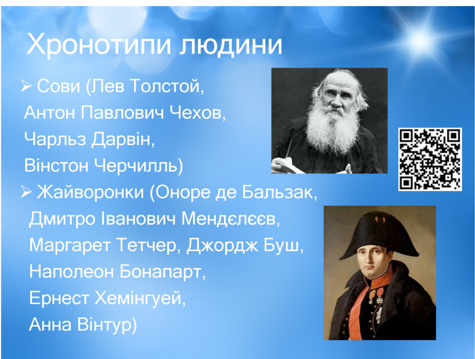 Хронотипи людини
➢ Сови (Лев Толстой,
Антон Павлович Чехов,
Чарльз Дарвін,
Вінстон Черчилль)
➢ Жайворонки (Оноре де Бальзак,
Дмитро Іванович Мендєлєєв,
Маргарет Тетчер, Джордж Буш,
Наполеон Бонапарт,
Ернест Хемінгуей,
Анна Вінтур)